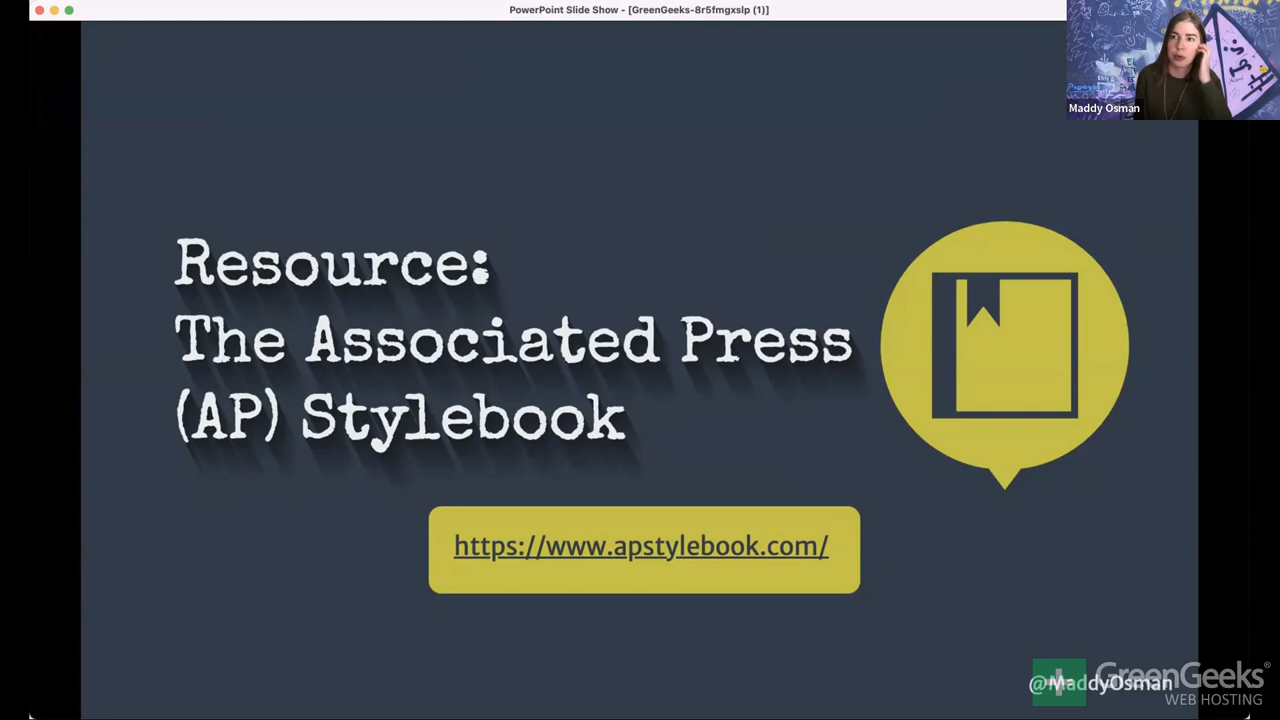 PowerPoint Slide Show - [GreenGeeks-8r5fmgxslp (1)]
Maddy Osman
Resource:
The Associated Press
(AP) Stylebook
https://www.apstylebook.com/
@MaddyOsman
GreenGeeks®
WEB HOSTING